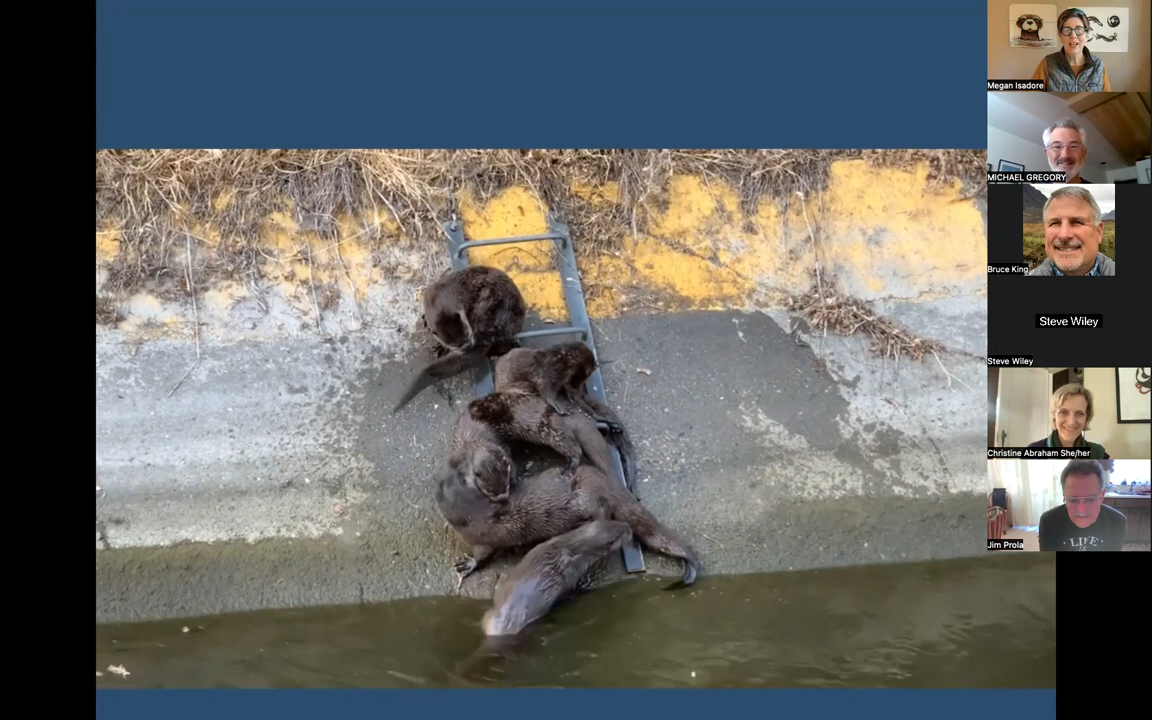 Megan Isadore
MICHAEL GREGORY
Bruce King
Steve Wiley
Steve Wiley
Christine Abraham She/her
Jim Prola
LIFE